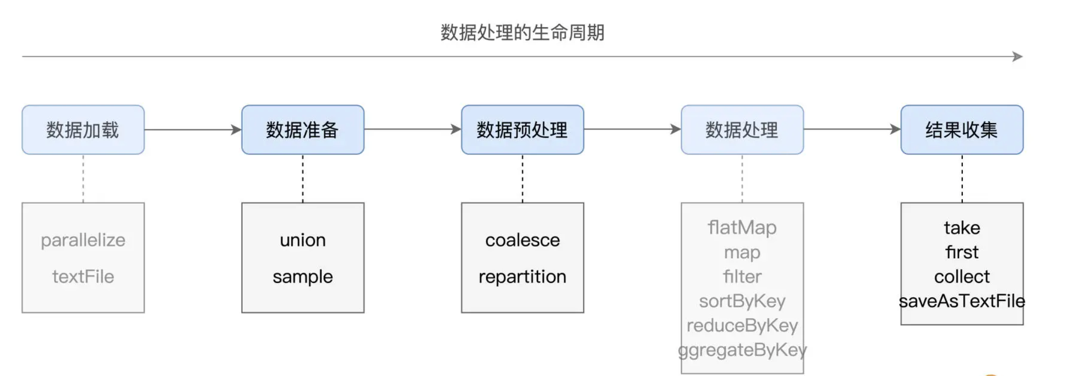 数据处理的生命周期
数据加载
数据准备
数据预处理
数据处理
结果收集
parallelize
textFile
union
sample
coalesce
repartition
flatMap
map
filter
sortByKey
reduceByKey
ggregateByKey
take
first
collect
saveAsTextFile